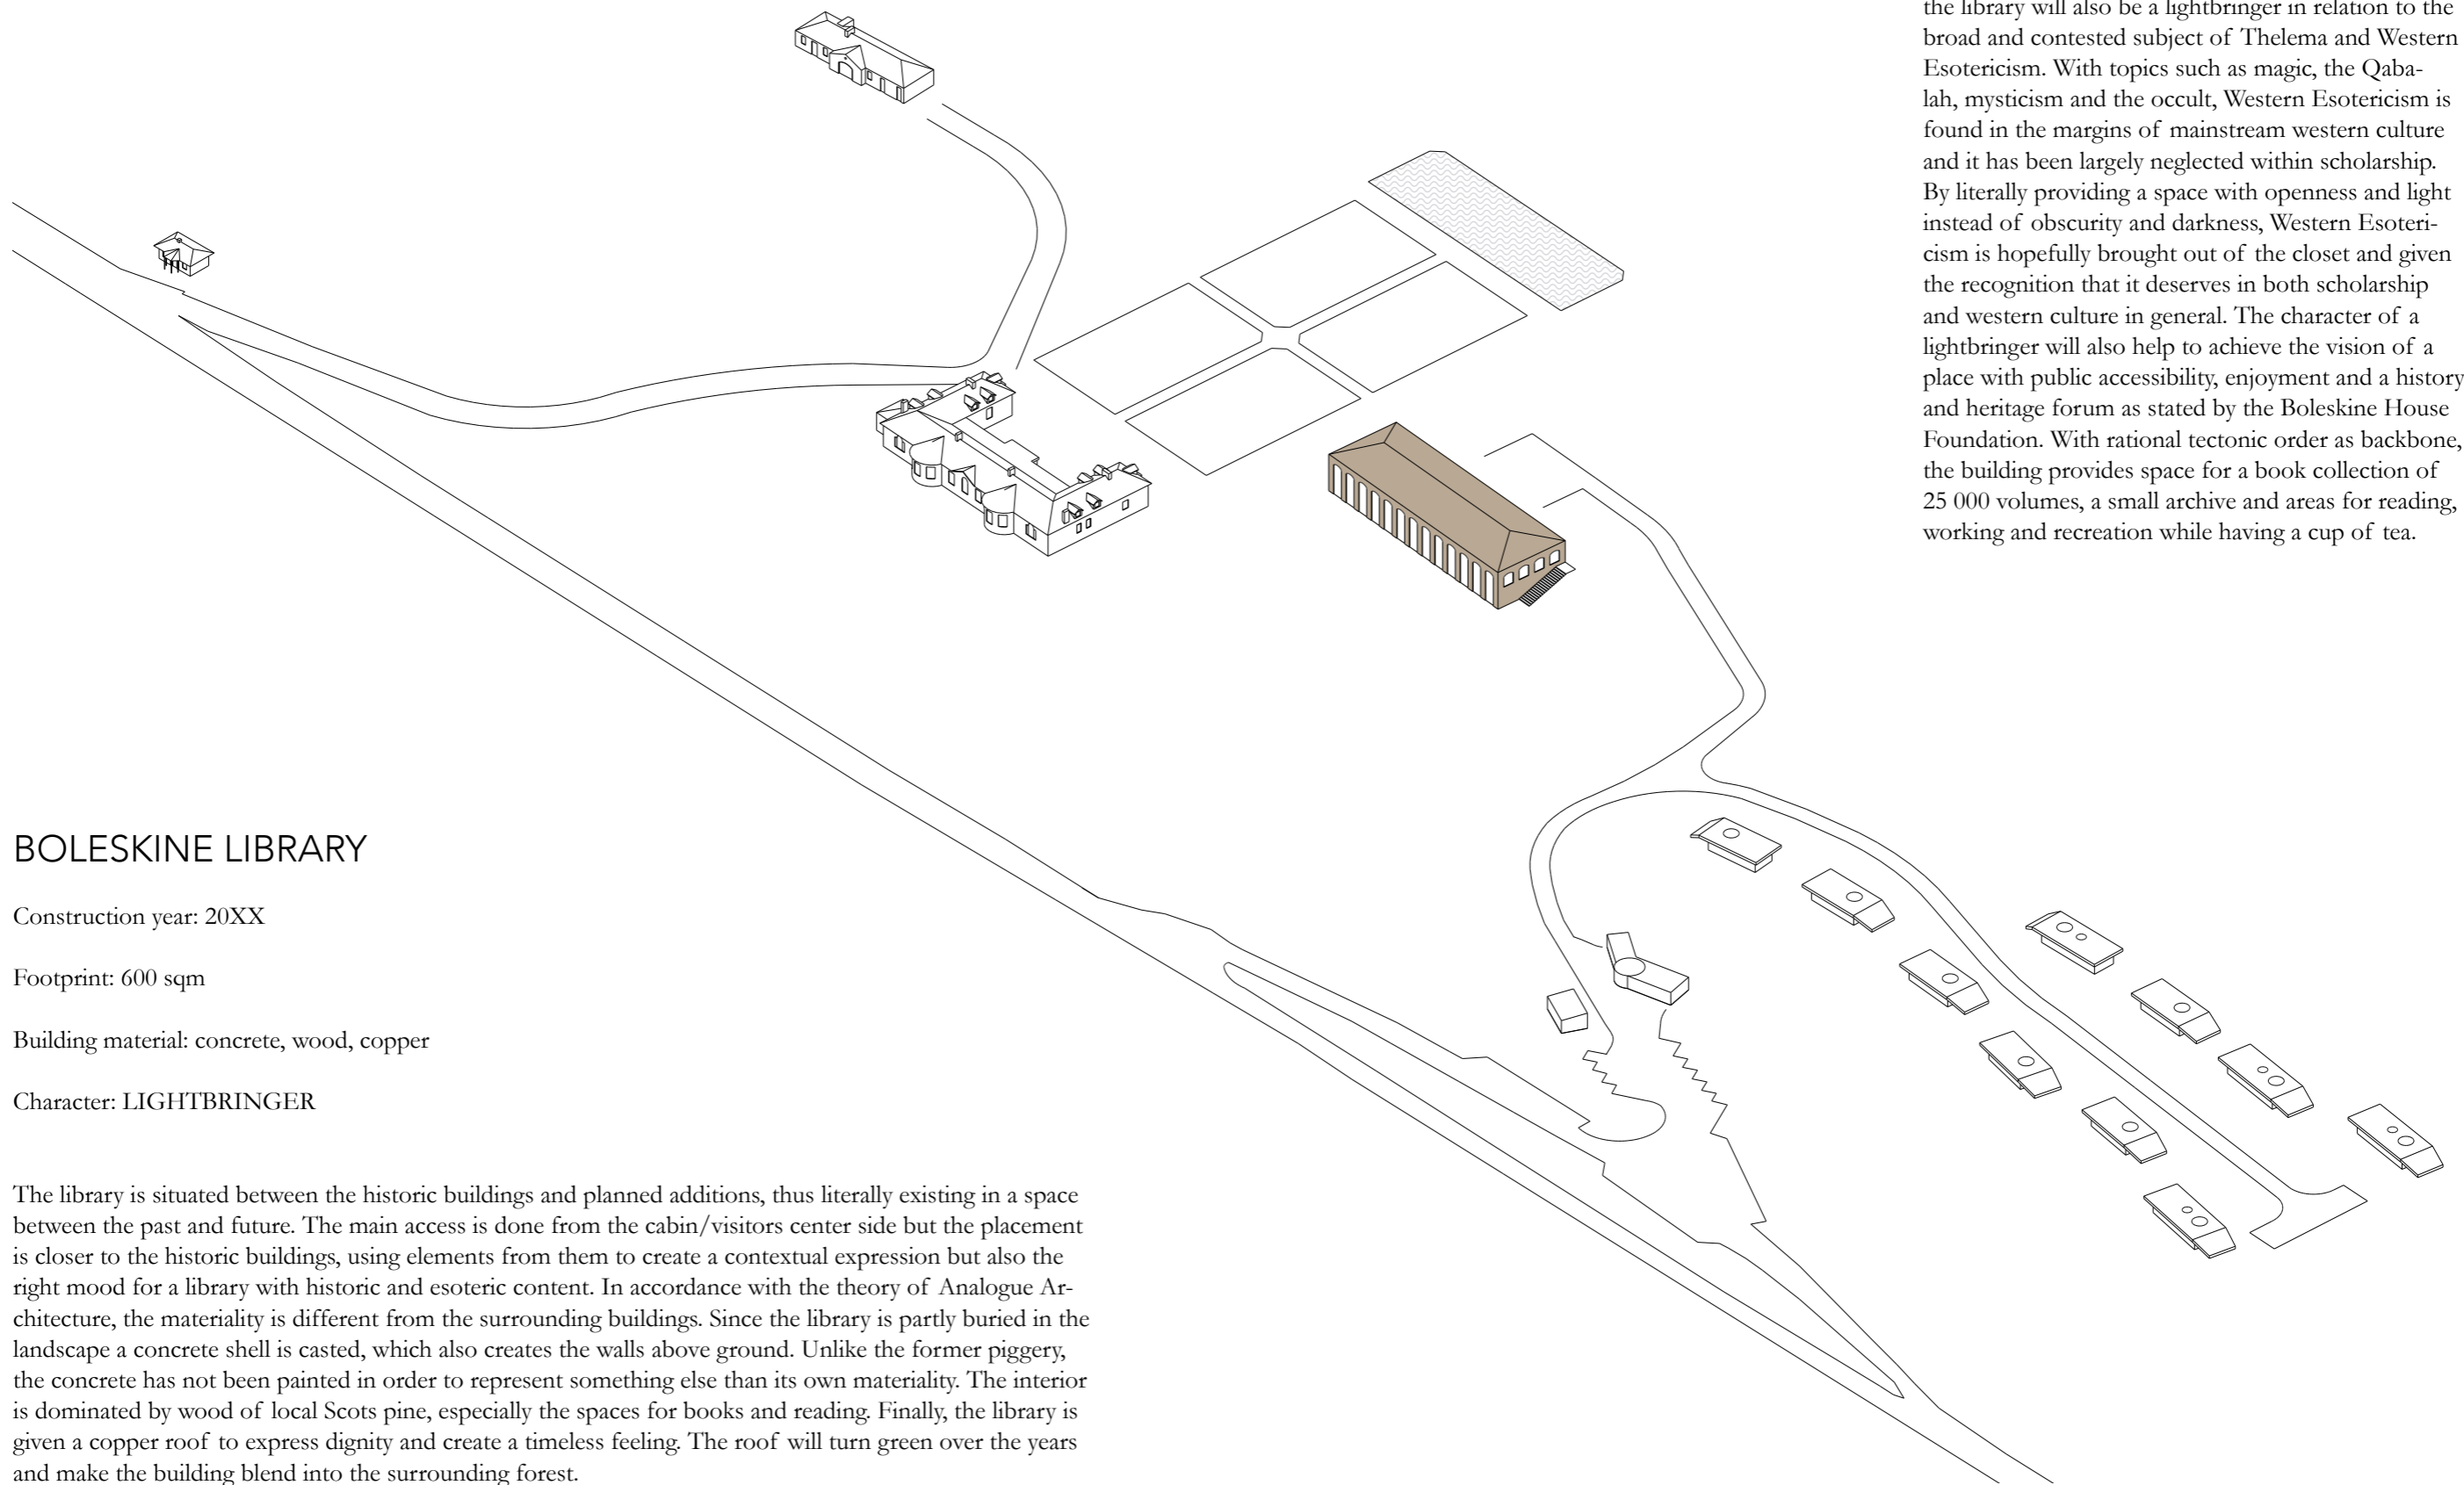 BOLESKINE LIBRARY
Construction year: 20XX
Footprint: 600 sqm
Building material: concrete, wood, copper
Character: LIGHTBRINGER
The library is situated between the historic buildings and planned additions, thus literally existing in a space
between the past and future. The main access is done from the cabin/visitors center side but the placement
is closer to the historic buildings, using elements from them to create a contextual expression but also the
right mood for a library with historic and esoteric content. In accordance with the theory of Analogue Ar-
chitecture, the materiality is different from the surrounding buildings. Since the library is partly buried in the
landscape a concrete shell is casted, which also creates the walls above ground. Unlike the former piggery,
the concrete has not been painted in order to represent something else than its own materiality. The interior
is dominated by wood of local Scots pine, especially the spaces for books and reading. Finally, the library is
given a copper roof to express dignity and create a timeless feeling. The roof will turn green over the years
and make the building blend into the surrounding forest.
the library will also be a lightbringer in relation to the
broad and contested subject of Thelema and Western
Esotericism. With topics such as magic, the Qaba-
lah, mysticism and the occult, Western Esotericism is
found in the margins of mainstream western culture
and it has been largely neglected within scholarship.
By literally providing a space with openness and light
instead of obscurity and darkness, Western Esoteri-
cism is hopefully brought out of the closet and given
the recognition that it deserves in both scholarship
and western culture in general. The character of a
lightbringer will also help to achieve the vision of a
place with public accessibility, enjoyment and a history
and heritage forum as stated by the Boleskine House
Foundation. With rational tectonic order as backbone,
the building provides space for a book collection of
25 000 volumes, a small archive and areas for reading,
working and recreation while having a cup of tea.